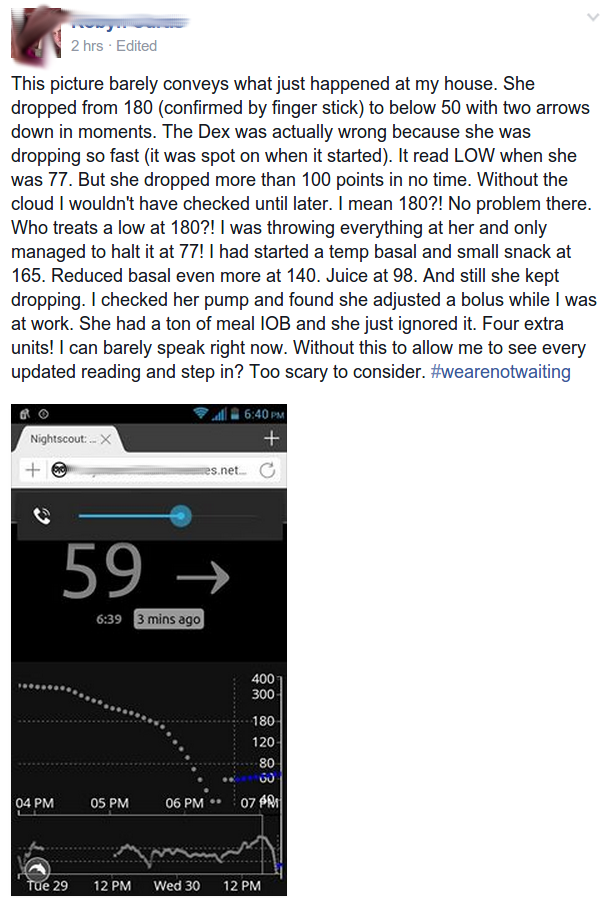 2 hrs · Edited
This picture barely conveys what just happened at my house. She
dropped from 180 (confirmed by finger stick) to below 50 with two arrows
down in moments. The Dex was actually wrong because she was
dropping so fast (it was spot on when it started). It read LOW when she
was 77. But she dropped more than 100 points in no time. Without the
cloud I wouldn't have checked until later. I mean 180?! No problem there.
Who treats a low at 180?! I was throwing everything at her and only
managed to halt it at 77! I had started a temp basal and small snack at
165. Reduced basal even more at 140. Juice at 98. And still she kept
dropping. I checked her pump and found she adjusted a bolus while I was
at work. She had a ton of meal IOB and she just ignored it. Four extra
units! I can barely speak right now. Without this to allow me to see every
updated reading and step in? Too scary to consider. #wearenotwaiting
6:40 PM
Nightscout: ...
es.net...
59 →
6:39 3 mins ago
400
300
180
120
80
60
40
04 PM 05 PM 06 PM 07 PM
Tue 29 12 PM Wed 30 12 PM